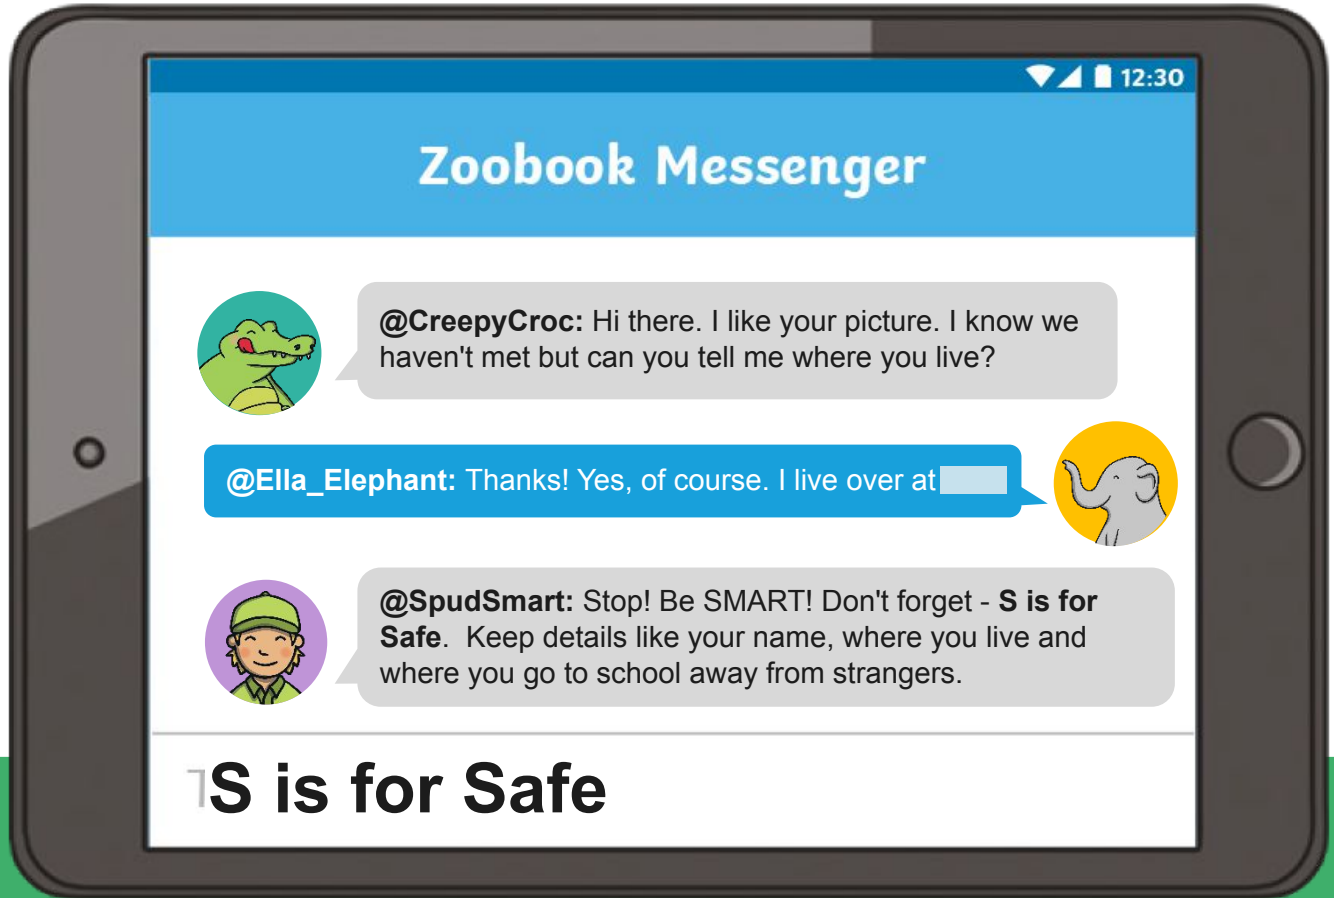 12:30
Zoobook Messenger
@CreepyCroc: Hi there. I like your picture. I know we
haven't met but can you tell me where you live?
@Ella_Elephant: Thanks! Yes, of course. I live over at
@SpudSmart: Stop! Be SMART! Don't forget - S is for
Safe.  Keep details like your name, where you live and
where you go to school away from strangers.
S is for Safe